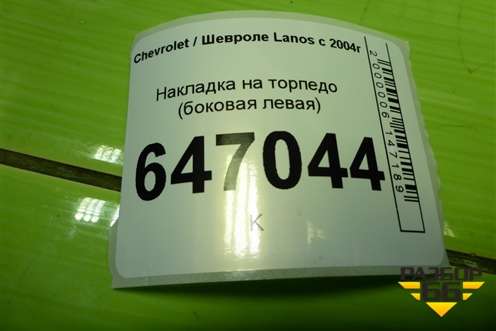 Chevrolet / Шевроле Lanos с 2004г
Накладка на торпедо
(боковая левая)
647044
K
2000006147189
РАЗБОР
66